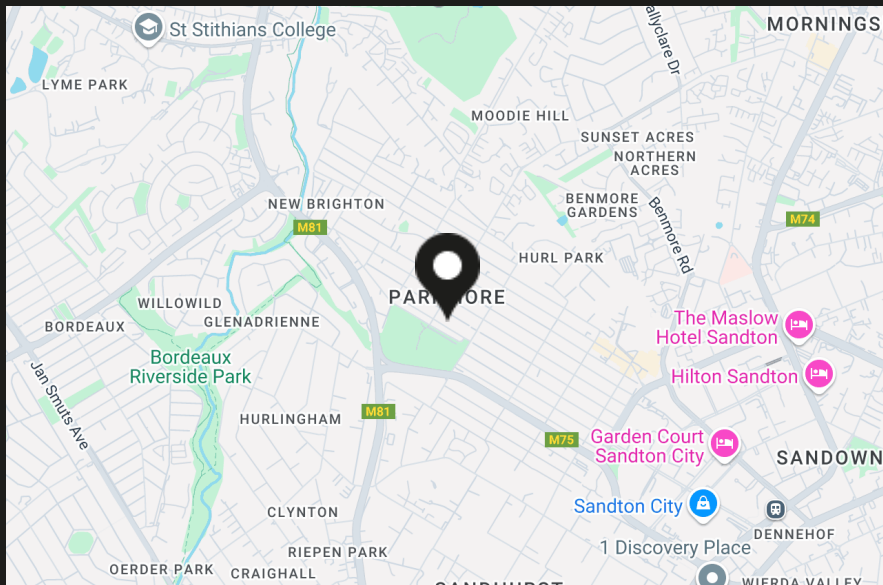 MORNINGS
St Stithians College
allyclare Dr
LYME PARK
MOODIE HILL
SUNSET ACRES
NORTHERN
ACRES
BENMORE
GARDENS
NEW BRIGHTON
M81
Benmore Rd
M74
HURL PARK
WILLOWILD
GLENADRIENNE
BORDEAUX
The Maslow
Hotel Sandton
Bordeaux
Riverside Park
Jan Smuts Ave
Hilton Sandton
HURLINGHAM
M81
M75
Garden Court
Sandton City
SANDOWN
Sandton City
CLYNTON
DENNEHOF
1 Discovery Place
RIEPEN PARK
OERDER PARK
CRAIGHALL
WIERDA VALLEY
SANDHURST